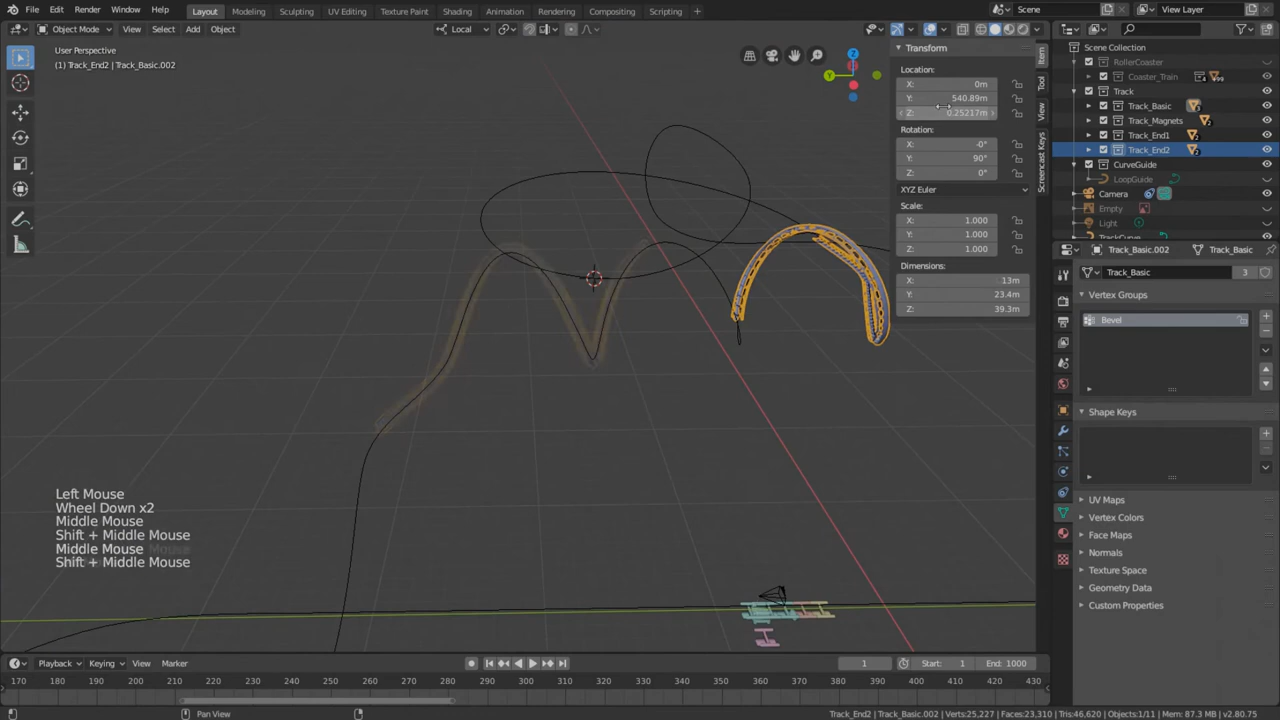 File Edit Render Window Help Layout Modeling Sculpting UV Editing Texture Paint Shading Animation Rendering Compositing Scripting + Scene View Layer
Object Mode View Select Add Object Local
User Perspective
(1) Track_End2 | Track_Basic.002
Y
Z
Transform
Location:
X: 0m
Y: 540.89m
Z: 0.25217m
Rotation:
X: -0°
Y: 90°
Z: 0°
XYZ Euler
Scale:
X: 1.000
Y: 1.000
Z: 1.000
Dimensions:
X: 13m
Y: 23.4m
Z: 39.3m
Item
Tool
View
Screencast Keys
Scene Collection
RollerCoaster
Coaster_Train
Track
Track_Basic
Track_Magnets
Track_End1
Track_End2
CurveGuide
LoopGuide
Camera
Empty
Light
TrackCurve
Track_Basic.002 Track_Basic
Track_Basic 3
Vertex Groups
Bevel
Shape Keys
UV Maps
Vertex Colors
Face Maps
Normals
Texture Space
Geometry Data
Custom Properties
Left Mouse
Wheel Down x2
Middle Mouse
Shift + Middle Mouse
Middle Mouse Mouse
Shift + Middle Mouse
Playback Keying View Marker 1 Start: 1 End: 1000
170 180 190 200 210 220 230 240 250 260 270 280 290 300 310 320 330 340 350 360 370 380 390 400 410 420 430
Pan View
Track_End2 | Track_Basic.002 | Verts:25,227 | Faces:23,310 | Tris:46,620 | Objects:1/11 | Mem: 87.3 MB | v2.80.75